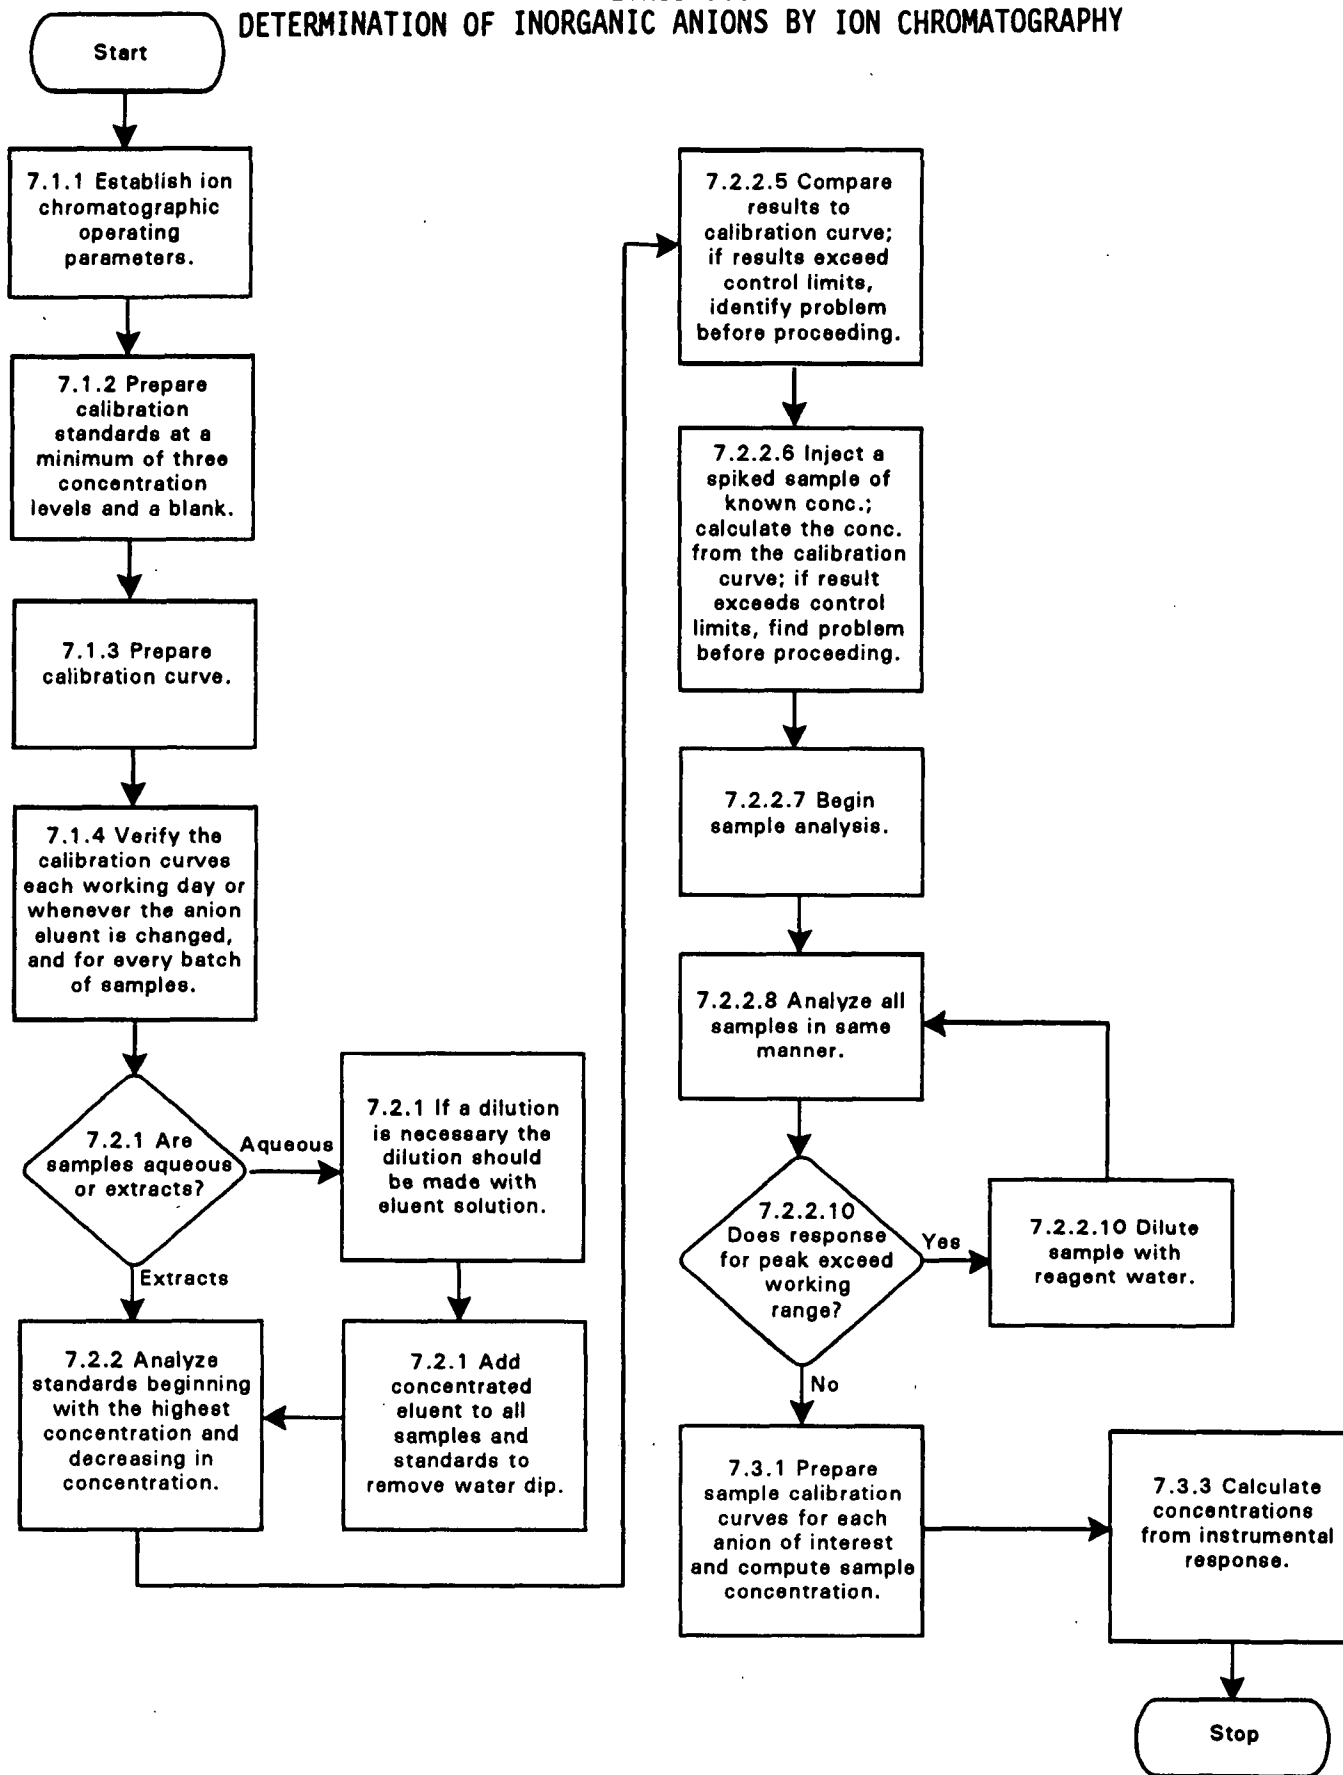 DETERMINATION OF INORGANIC ANIONS BY ION CHROMATOGRAPHY
Start
7.1.1 Establish ion
chromatographic
operating
parameters.
7.1.2 Prepare
calibration
standards at a
minimum of three
concentration
levels and a blank.
7.1.3 Prepare
calibration curve.
7.1.4 Verify the
calibration curves
each working day or
whenever the anion
eluent is changed,
and for every batch
of samples.
7.2.1 Are
samples aqueous
or extracts?
Aqueous
Extracts
7.2.1 If a dilution
is necessary the
dilution should
be made with
eluent solution.
7.2.1 Add
concentrated
eluent to all
samples and
standards to
remove water dip.
7.2.2 Analyze
standards beginning
with the highest
concentration and
decreasing in
concentration.
7.2.2.5 Compare
results to
calibration curve;
if results exceed
control limits,
identify problem
before proceeding.
7.2.2.6 Inject a
spiked sample of
known conc.;
calculate the conc.
from the calibration
curve; if result
exceeds control
limits, find problem
before proceeding.
7.2.2.7 Begin
sample analysis.
7.2.2.8 Analyze all
samples in same
manner.
7.2.2.10
Does response
for peak exceed
working
range?
Yes
No
7.2.2.10 Dilute
sample with
reagent water.
7.3.1 Prepare
sample calibration
curves for each
anion of interest
and compute sample
concentration.
7.3.3 Calculate
concentrations
from instrumental
response.
Stop